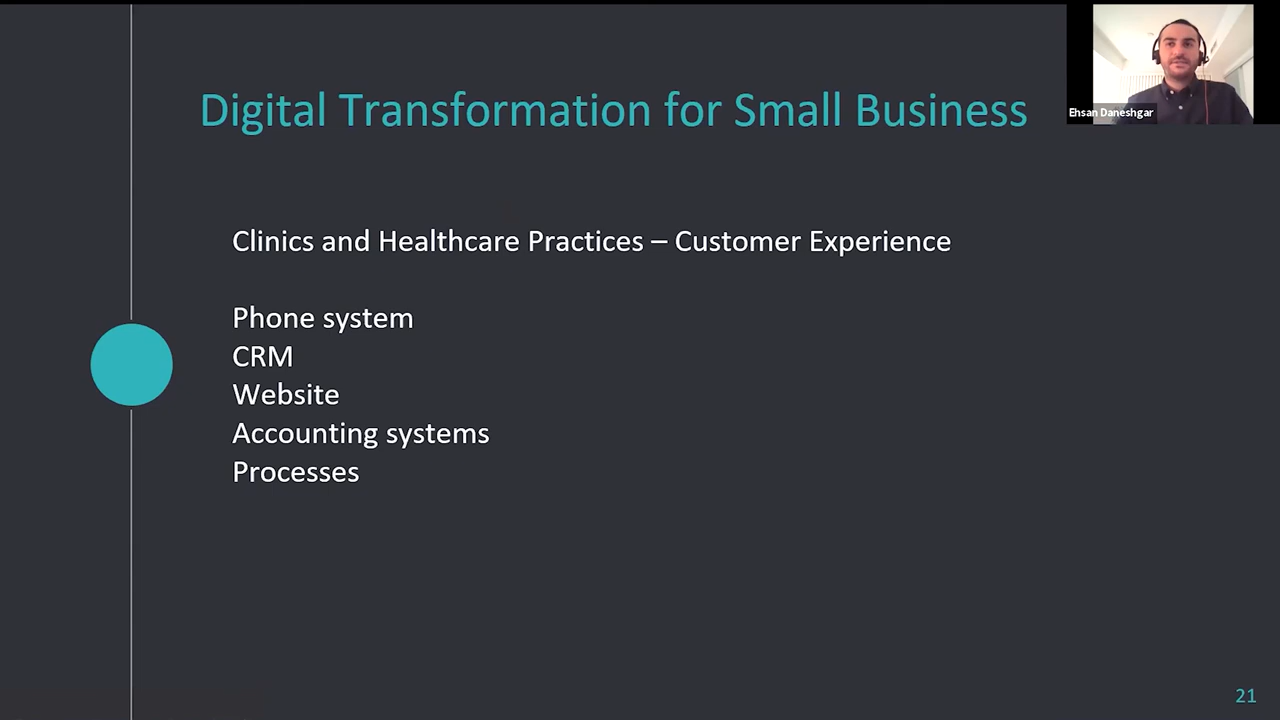 Digital Transformation for Small Business
Ehsan Daneshgar
Clinics and Healthcare Practices – Customer Experience
Phone system
CRM
Website
Accounting systems
Processes
21